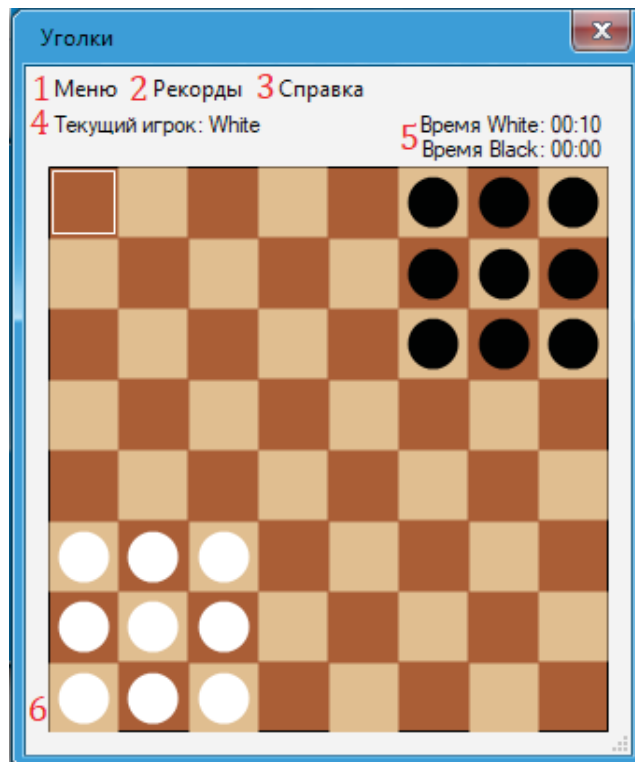 Уголки
1 Меню 2 Рекорды 3 Справка
4 Текущий игрок: White
5 Время White: 00:10
Время Black: 00:00
6